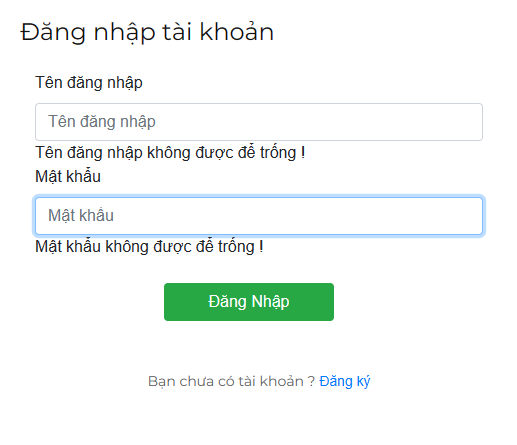 Đăng nhập tài khoản
Tên đăng nhập
Tên đăng nhập
Tên đăng nhập không được để trống !
Mật khẩu
Mật khẩu
Mật khẩu không được để trống !
Đăng Nhập
Bạn chưa có tài khoản ? Đăng ký